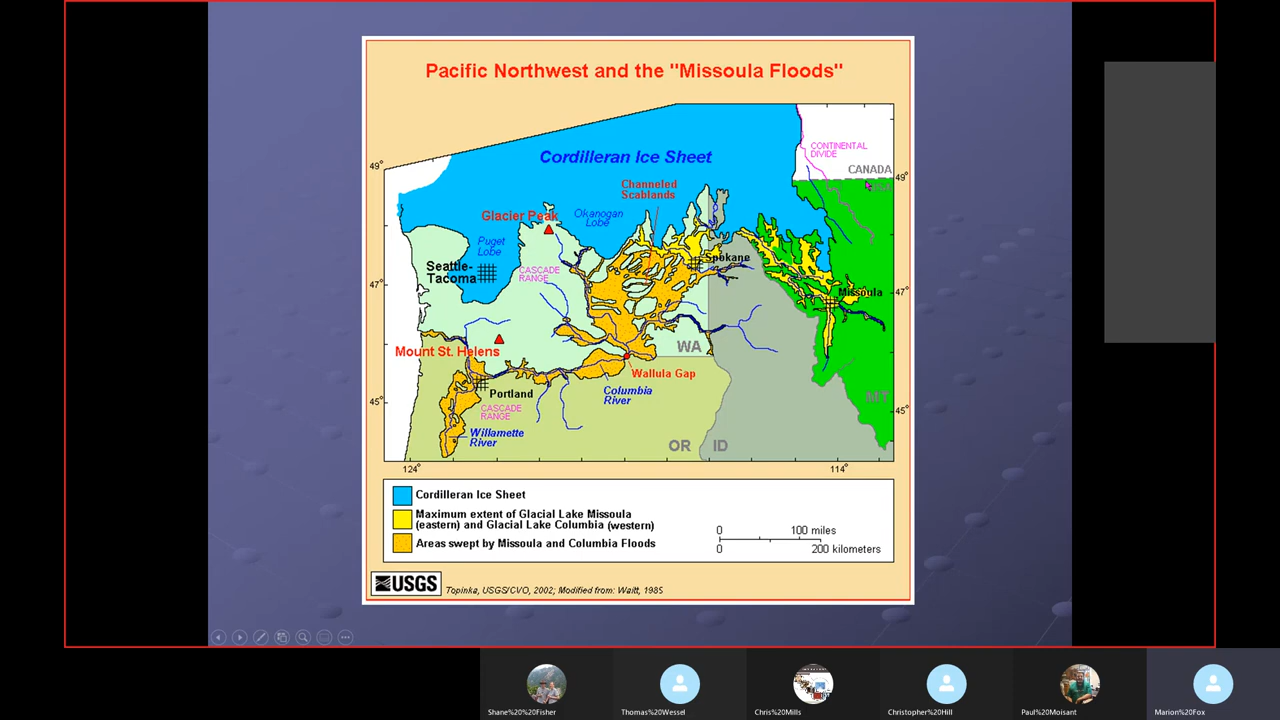 Pacific Northwest and the "Missoula Floods"
CONTINENTAL
DIVIDE
49°
Cordilleran Ice Sheet
CANADA
49°
Channeled
Scablands
Glacier Peak
Okanogan
Lobe
Puget
Lobe
Seattle-
Tacoma
CASCADE
RANGE
Spokane
47°
Missoula
47°
Mount St. Helens
WA
Wallula Gap
Portland
Columbia
River
MT
45°
CASCADE
RANGE
45°
Willamette
River
OR
ID
124°
114°
Cordilleran Ice Sheet
Maximum extent of Glacial Lake Missoula
(eastern) and Glacial Lake Columbia (western)
Areas swept by Missoula and Columbia Floods
0 100 miles
0 200 kilometers
USGS
Topinka, USGS/CVO, 2002; Modified from: Waitt, 1985
Shane%20%20Fisher
Thomas%20Wessel
Chris%20Mills
Christopher%20Hill
Paul%20Moisant
Marion%20Fox